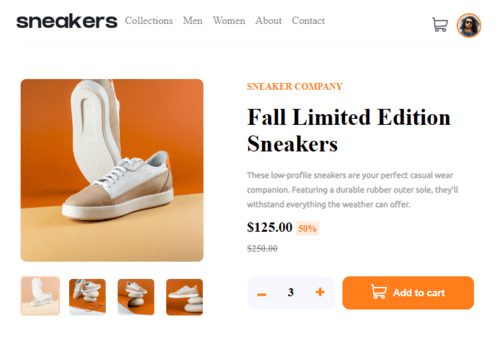 sneakers Collections Men Women About Contact
SNEAKER COMPANY
Fall Limited Edition
Sneakers
These low-profile sneakers are your perfect casual wear
companion. Featuring a durable rubber outer sole, they'll
withstand everything the weather can offer.
$125.00 50%
$250.00
– 3 + Add to cart